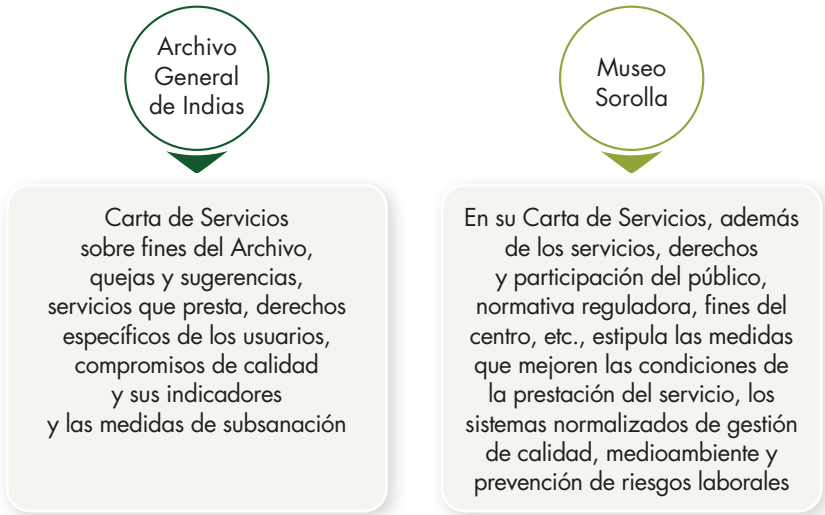 Archivo
General
de Indias
Carta de Servicios
sobre fines del Archivo,
quejas y sugerencias,
servicios que presta, derechos
específicos de los usuarios,
compromisos de calidad
y sus indicadores
y las medidas de subsanación
Museo
Sorolla
En su Carta de Servicios, además
de los servicios, derechos
y participación del público,
normativa reguladora, fines del
centro, etc., estipula las medidas
que mejoren las condiciones de
la prestación del servicio, los
sistemas normalizados de gestión
de calidad, medioambiente y
prevención de riesgos laborales